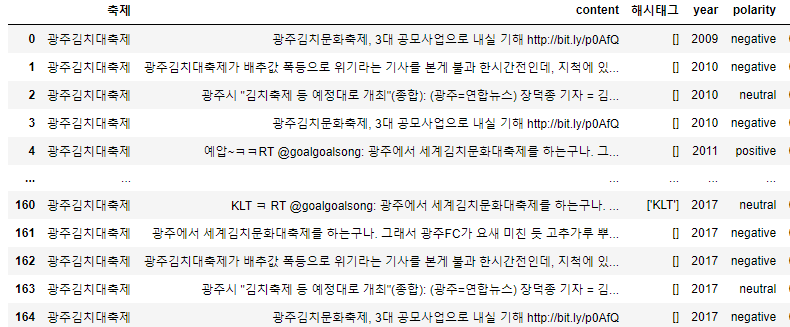 축제 content 해시태그 year polarity
0 광주김치대축제 광주김치문화축제, 3대 공모사업으로 내실 기해 http://bit.ly/p0AfQ [] 2009 negative
1 광주김치대축제 광주김치대축제가 배추값 폭등으로 위기라는 기사를 본게 불과 한시간전인데, 지척에 있... [] 2010 negative
2 광주김치대축제 광주시 "김치축제 등 예정대로 개최"(종합): (광주=연합뉴스) 장덕종 기자 = 김... [] 2010 neutral
3 광주김치대축제 광주김치문화축제, 3대 공모사업으로 내실 기해 http://bit.ly/p0AfQ [] 2010 negative
4 광주김치대축제 예압~ㅋㅋRT @goalgoalsong: 광주에서 세계김치문화대축제를 하는구나. 그... [] 2011 positive
... ... ... ... ... ...
160 광주김치대축제 KLT ㅋ RT @goalgoalsong: 광주에서 세계김치문화대축제를 하는구나. ... ['KLT'] 2017 neutral
161 광주김치대축제 광주에서 세계김치문화대축제를 하는구나. 그래서 광주FC가 요새 미친 듯 고추가루 뿌... [] 2017 negative
162 광주김치대축제 광주김치대축제가 배추값 폭등으로 위기라는 기사를 본게 불과 한시간전인데, 지척에 있... [] 2017 negative
163 광주김치대축제 광주시 "김치축제 등 예정대로 개최"(종합): (광주=연합뉴스) 장덕종 기자 = 김... [] 2017 neutral
164 광주김치대축제 광주김치문화축제, 3대 공모사업으로 내실 기해 http://bit.ly/p0AfQ [] 2017 negative